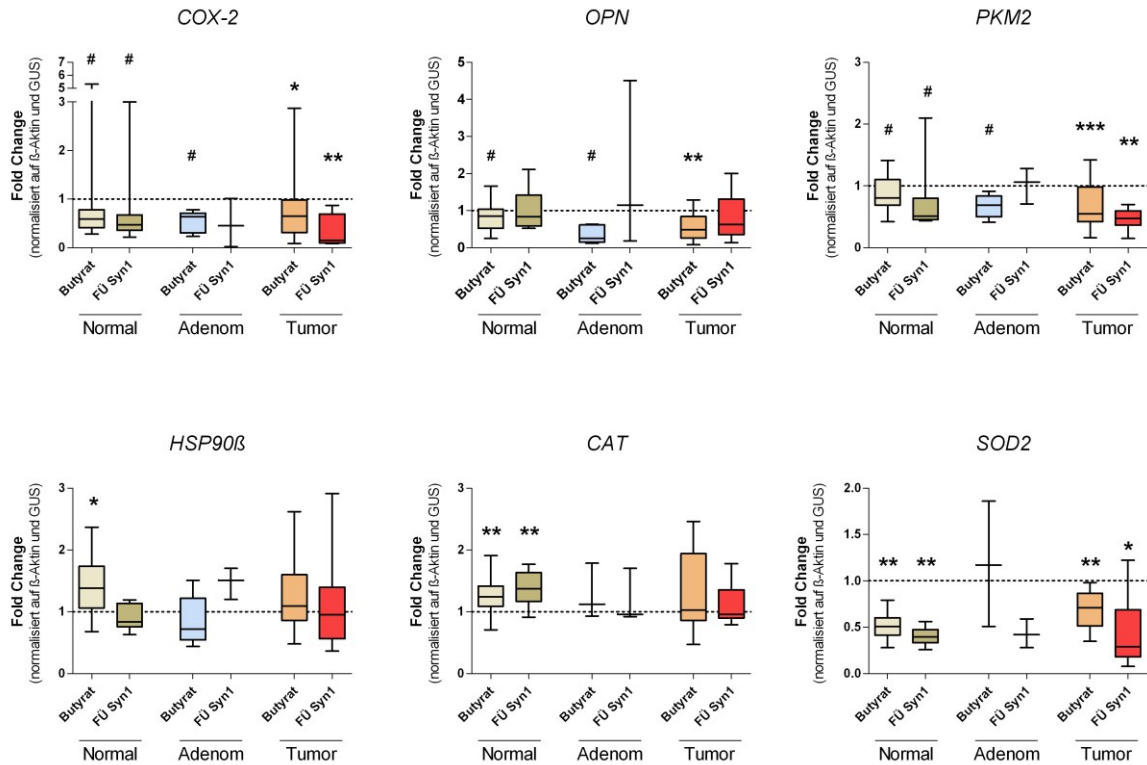 COX-2
Fold Change
(normalisiert auf ß-Aktin und GUS)
7
6
5
3
2
1
0
# # # * **
Butyrat FÜ Syn1 Butyrat FÜ Syn1 Butyrat FÜ Syn1
Normal Adenom Tumor
OPN
Fold Change
(normalisiert auf ß-Aktin und GUS)
5
4
3
2
1
0
# # **
Butyrat FÜ Syn1 Butyrat FÜ Syn1 Butyrat FÜ Syn1
Normal Adenom Tumor
PKM2
Fold Change
(normalisiert auf ß-Aktin und GUS)
3
2
1
0
# # # *** **
Butyrat FÜ Syn1 Butyrat FÜ Syn1 Butyrat FÜ Syn1
Normal Adenom Tumor
HSP90ß
Fold Change
(normalisiert auf ß-Aktin und GUS)
3
2
1
0
*
Butyrat FÜ Syn1 Butyrat FÜ Syn1 Butyrat FÜ Syn1
Normal Adenom Tumor
CAT
Fold Change
(normalisiert auf ß-Aktin und GUS)
3
2
1
0
** **
Butyrat FÜ Syn1 Butyrat FÜ Syn1 Butyrat FÜ Syn1
Normal Adenom Tumor
SOD2
Fold Change
(normalisiert auf ß-Aktin und GUS)
2.0
1.5
1.0
0.5
0.0
** ** ** *
Butyrat FÜ Syn1 Butyrat FÜ Syn1 Butyrat FÜ Syn1
Normal Adenom Tumor